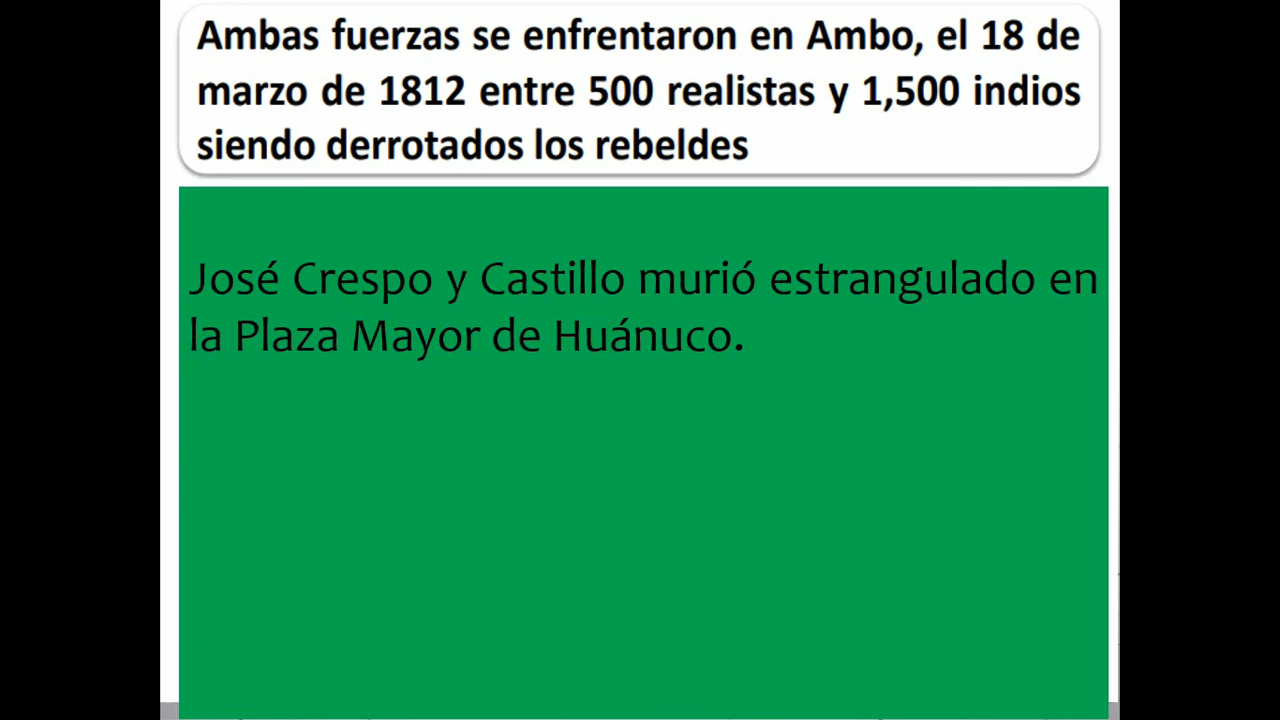 Ambas fuerzas se enfrentaron en Ambo, el 18 de
marzo de 1812 entre 500 realistas y 1,500 indios
siendo derrotados los rebeldes
José Crespo y Castillo murió estrangulado en
la Plaza Mayor de Huánuco.